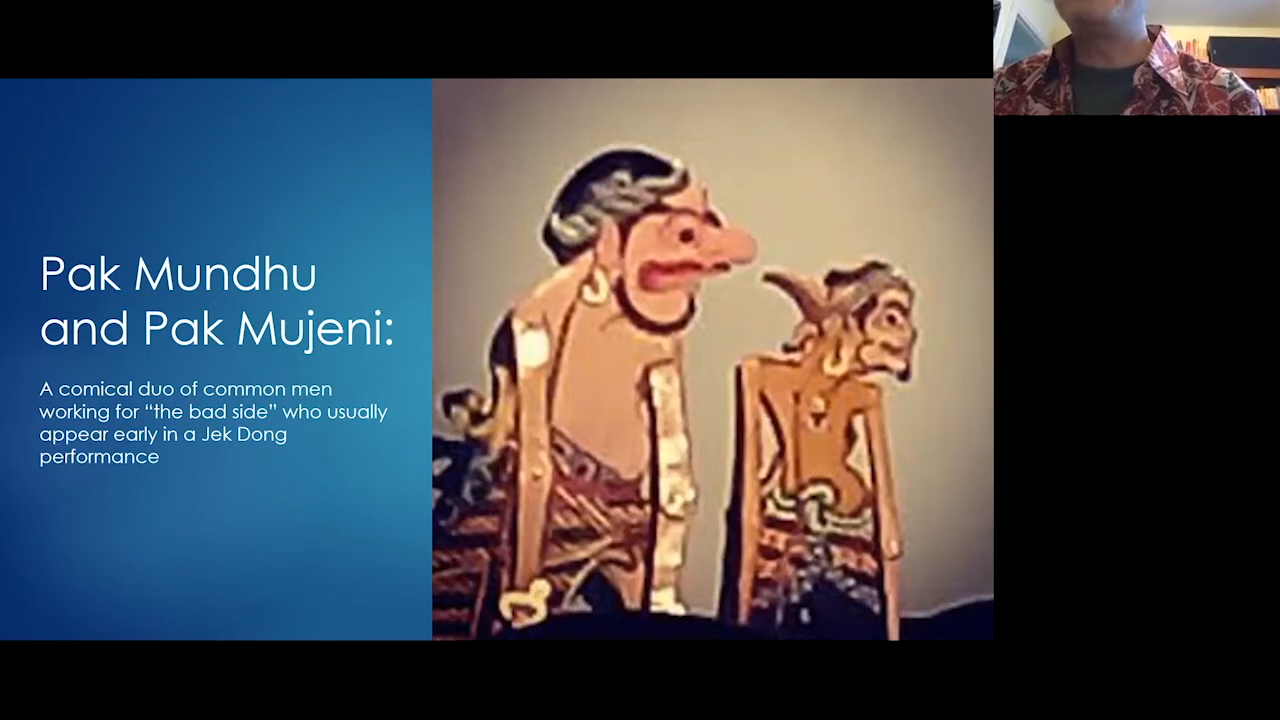 Pak Mundhu
and Pak Mujeni:
A comical duo of common men
working for “the bad side” who usually
appear early in a Jek Dong
performance